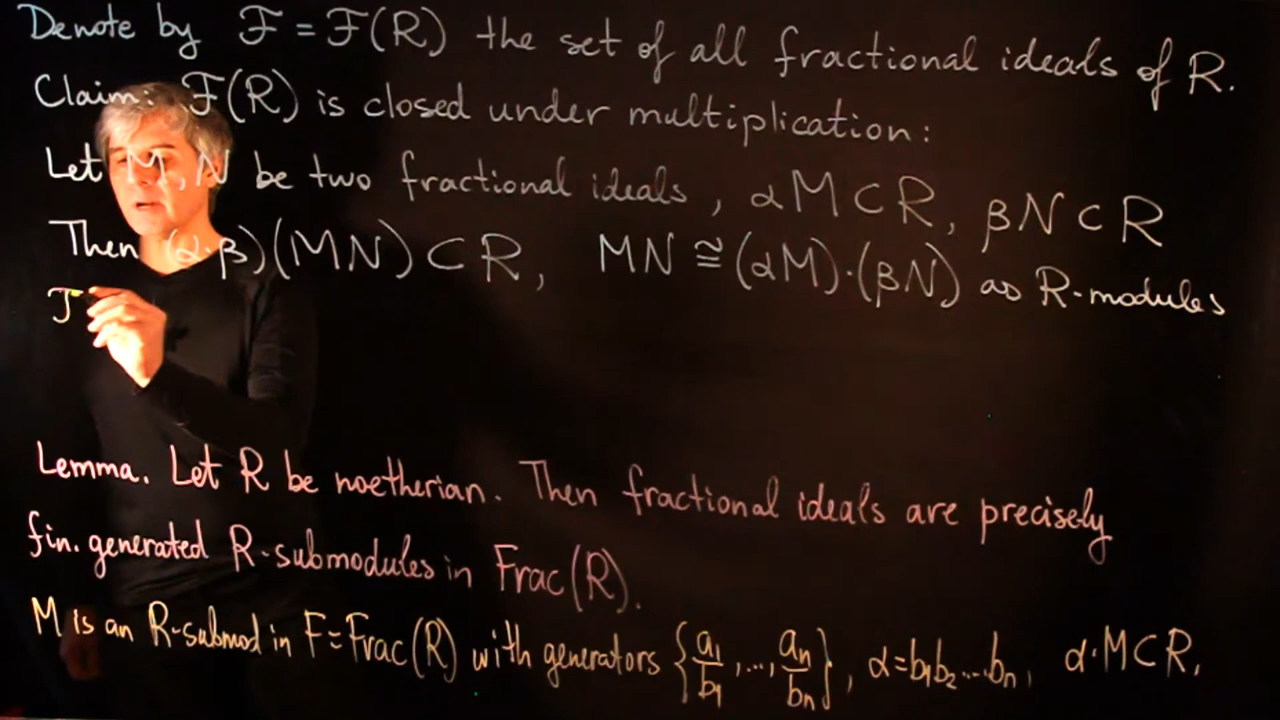 Denote by ℱ = ℱ(R) the set of all fractional ideals of R.
Claim: ℱ(R) is closed under multiplication:
Let M, N be two fractional ideals, αM ⊂ R, βN ⊂ R
Then (α·β)(MN) ⊂ R, MN ≅ (αM)·(βN) as R-modules
Lemma. Let R be noetherian. Then fractional ideals are precisely
fin. generated R-submodules in Frac(R).
M is an R-submod in F = Frac(R) with generators {a₁/b₁, ..., aₙ/bₙ}, α = b₁b₂...bₙ, α·M ⊂ R,